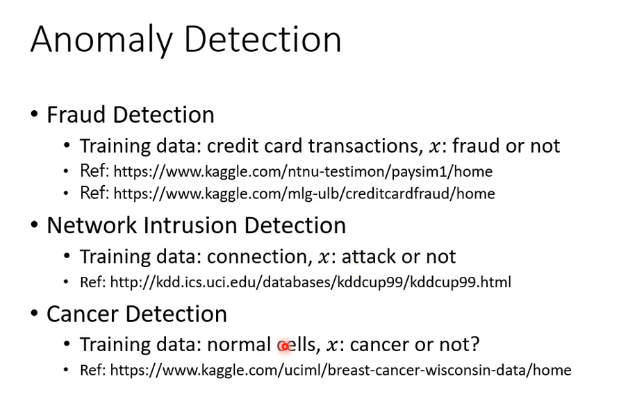 Anomaly Detection
• Fraud Detection
• Training data: credit card transactions, 𝑥: fraud or not
• Ref: https://www.kaggle.com/ntnu-testimon/paysim1/home
• Ref: https://www.kaggle.com/mlg-ulb/creditcardfraud/home
• Network Intrusion Detection
• Training data: connection, 𝑥: attack or not
• Ref: http://kdd.ics.uci.edu/databases/kddcup99/kddcup99.html
• Cancer Detection
• Training data: normal cells, 𝑥: cancer or not?
• Ref: https://www.kaggle.com/uciml/breast-cancer-wisconsin-data/home